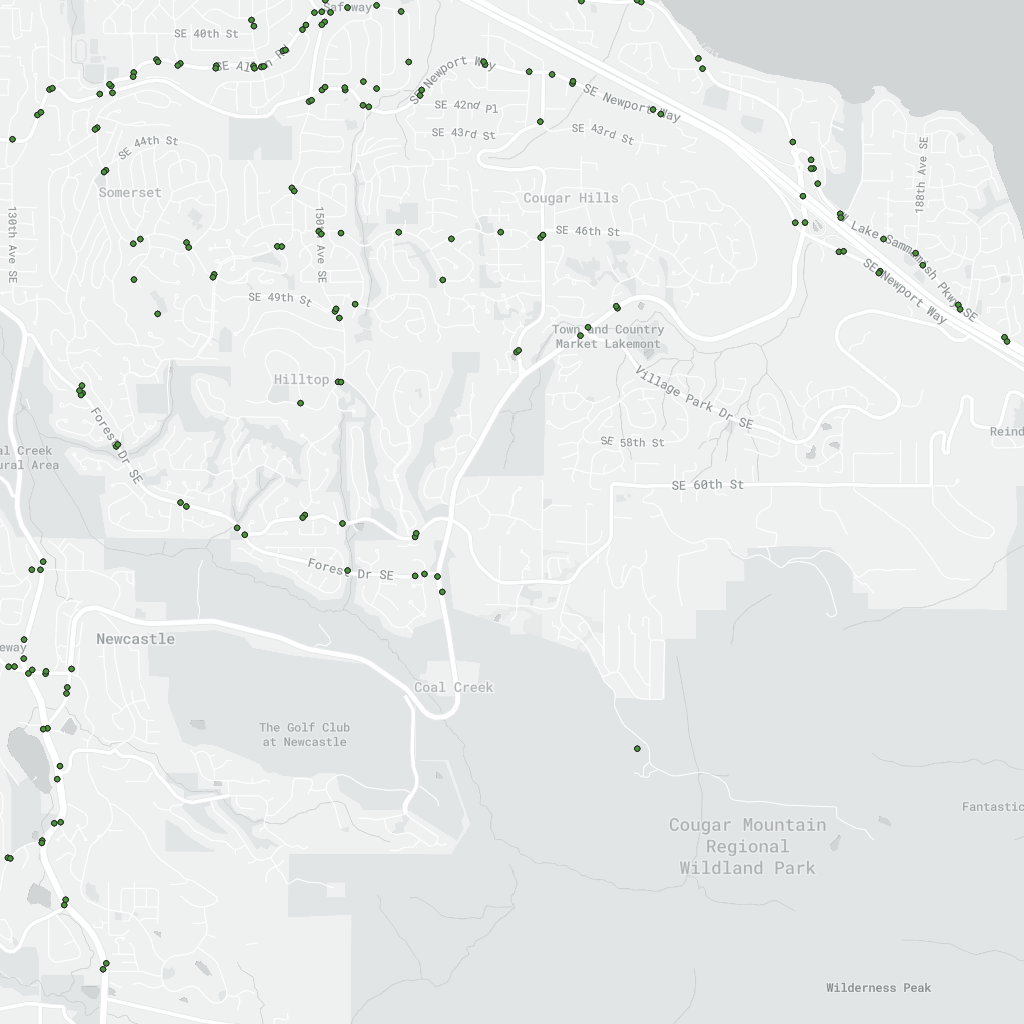 Safeway
SE 40th St
SE Newport Way
SE Newport Way
SE 42nd Pl
SE 43rd St
SE 43rd St
SE 44th St
188th Ave SE
Somerset
Cougar Hills
130th Ave SE
150th Ave SE
SE 46th St
W Lake Sammamish Pkwy SE
SE Newport Way
SE 49th St
Town and Country
Market Lakemont
Hilltop
Village Park Dr SE
Forest Dr SE
Reind
SE 58th St
al Creek
ural Area
SE 60th St
Forest Dr SE
Newcastle
eway
Coal Creek
The Golf Club
at Newcastle
Fantastic
Cougar Mountain
Regional
Wildland Park
Wilderness Peak